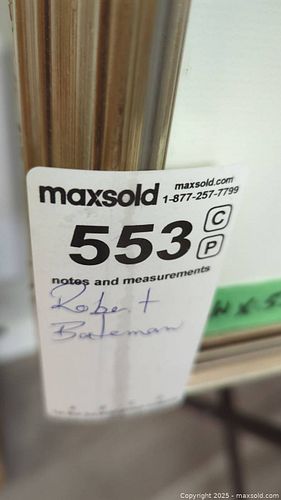 maxsold
maxsold.com
1-877-257-7799
553
C
P
notes and measurements
Robert
Bateman
Copyright © 2025 - maxsold.com